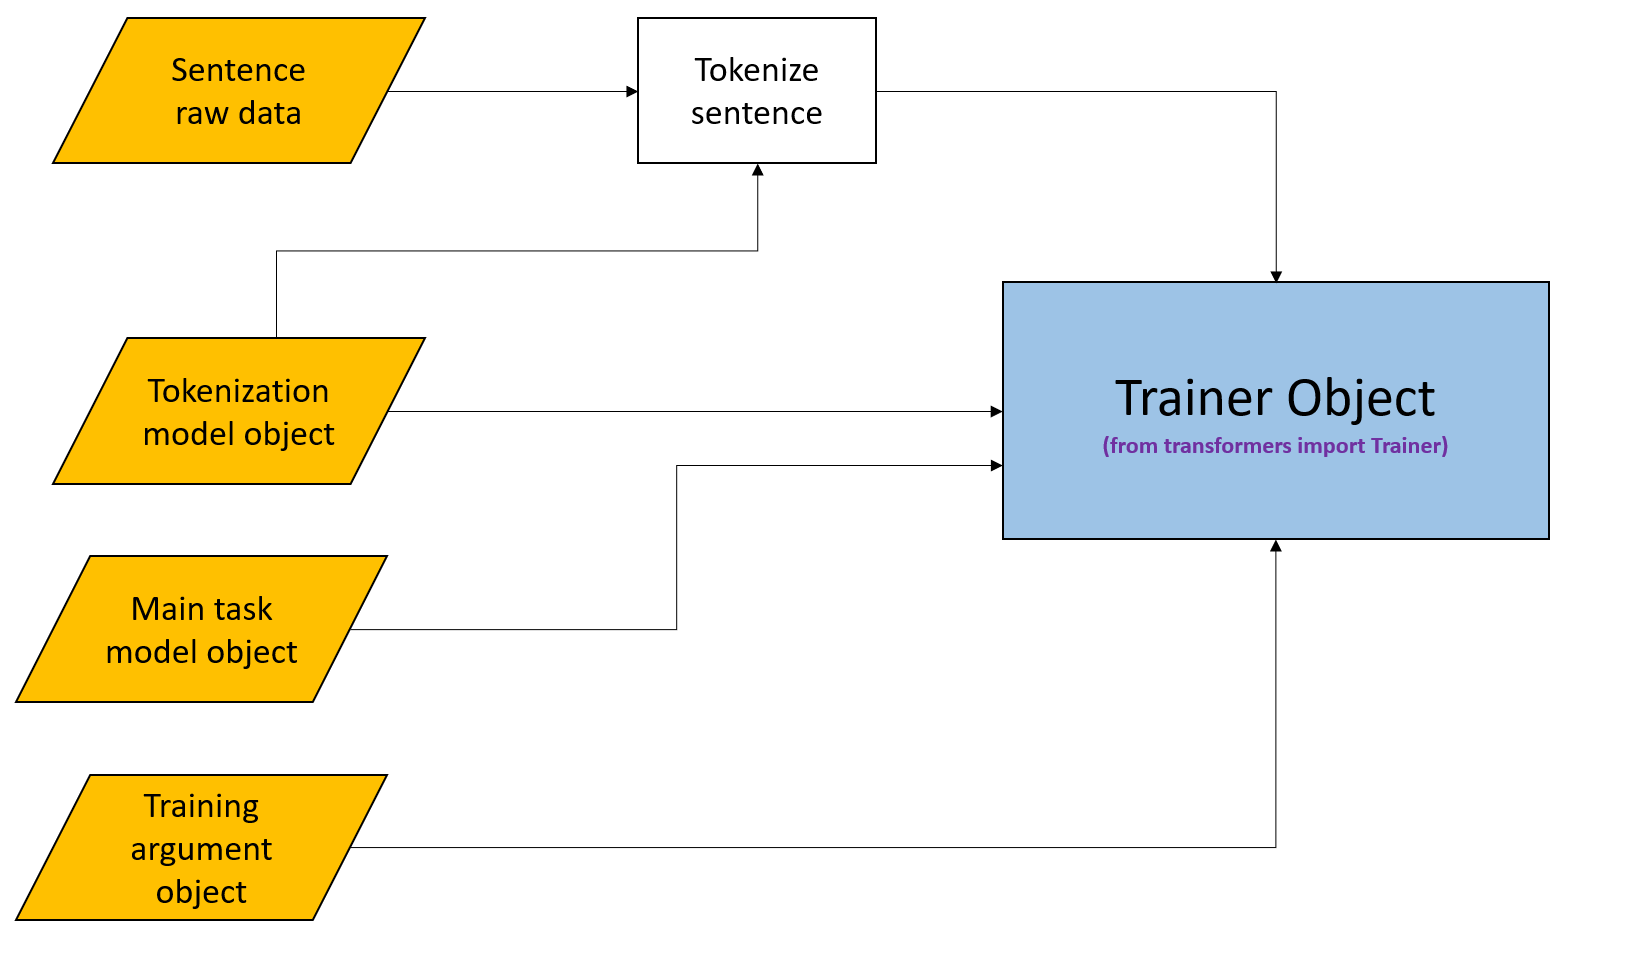 Sentence
raw data
Tokenize
sentence
Tokenization
model object
Trainer Object
(from transformers import Trainer)
Main task
model object
Training
argument
object